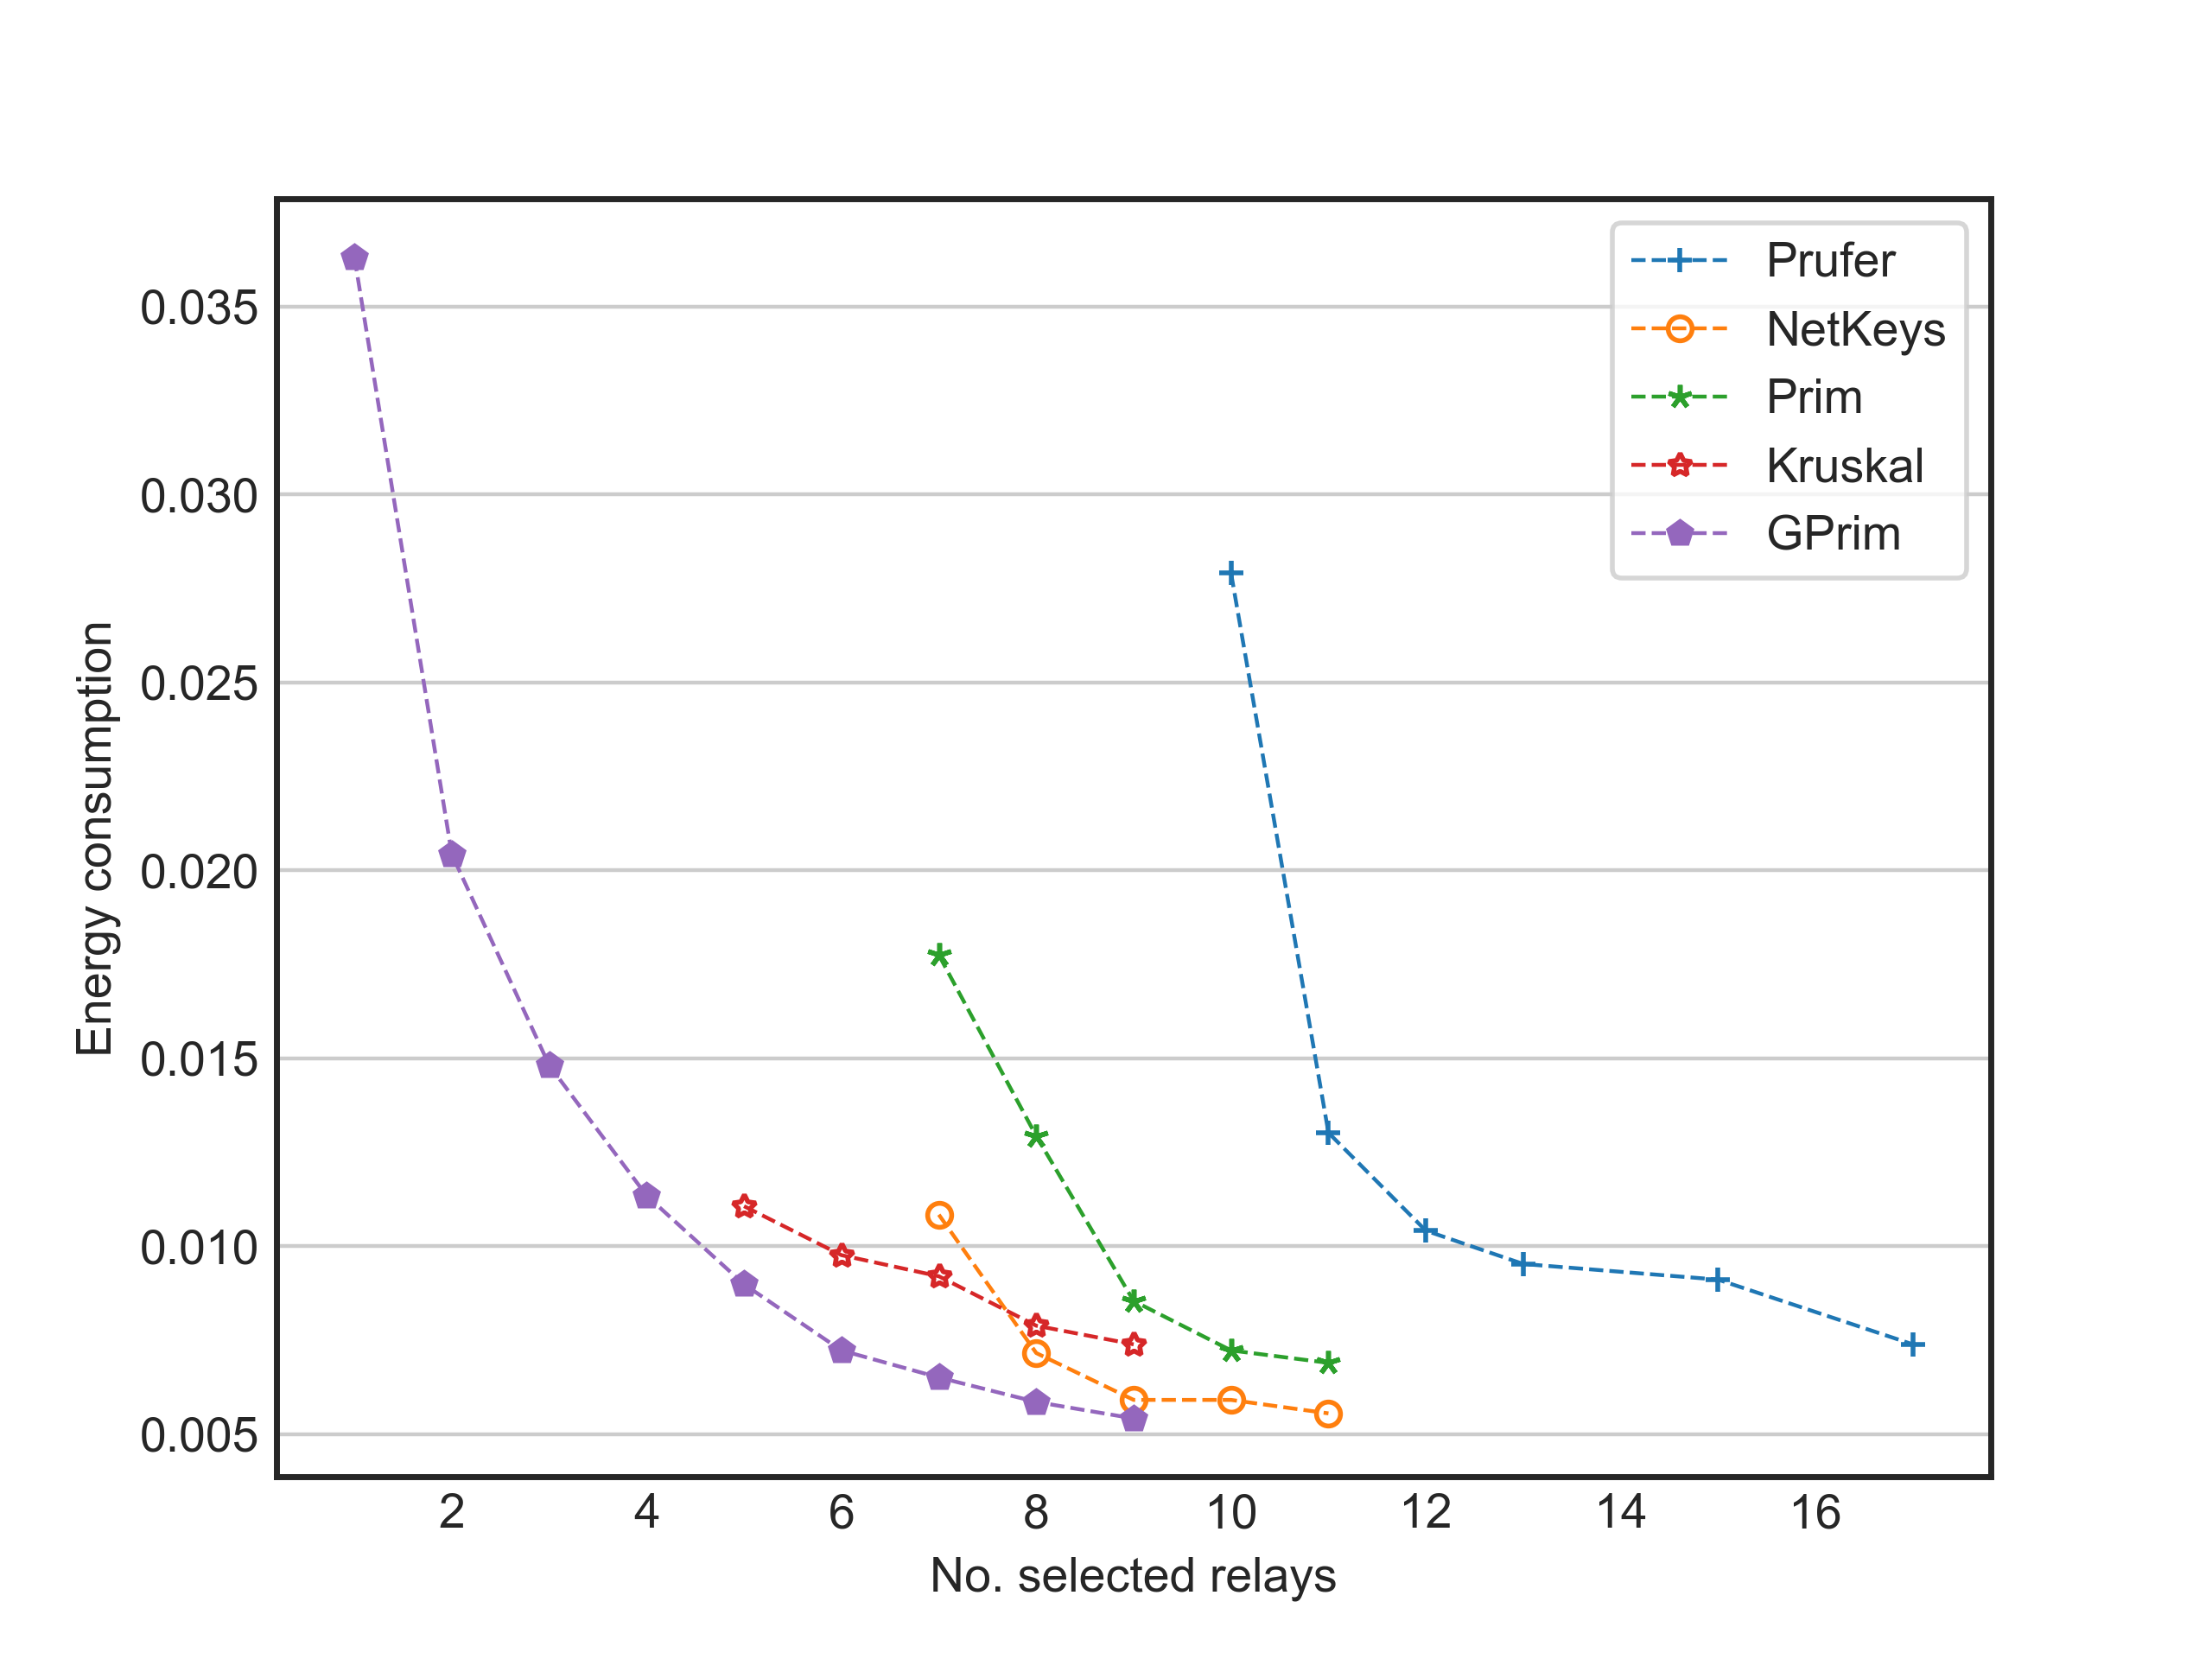 Prufer
NetKeys
Prim
Kruskal
GPrim
0.035
0.030
0.025
0.020
0.015
0.010
0.005
Energy consumption
2 4 6 8 10 12 14 16
No. selected relays